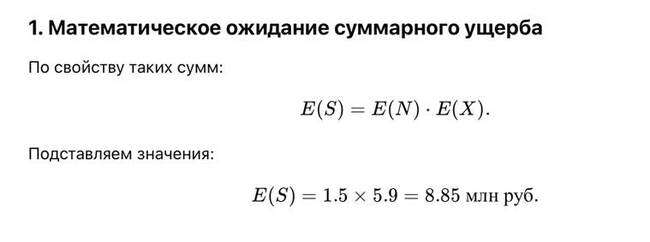 1. Математическое ожидание суммарного ущерба
По свойству таких сумм:
E(S) = E(N) · E(X).
Подставляем значения:
E(S) = 1.5 × 5.9 = 8.85 млн руб.